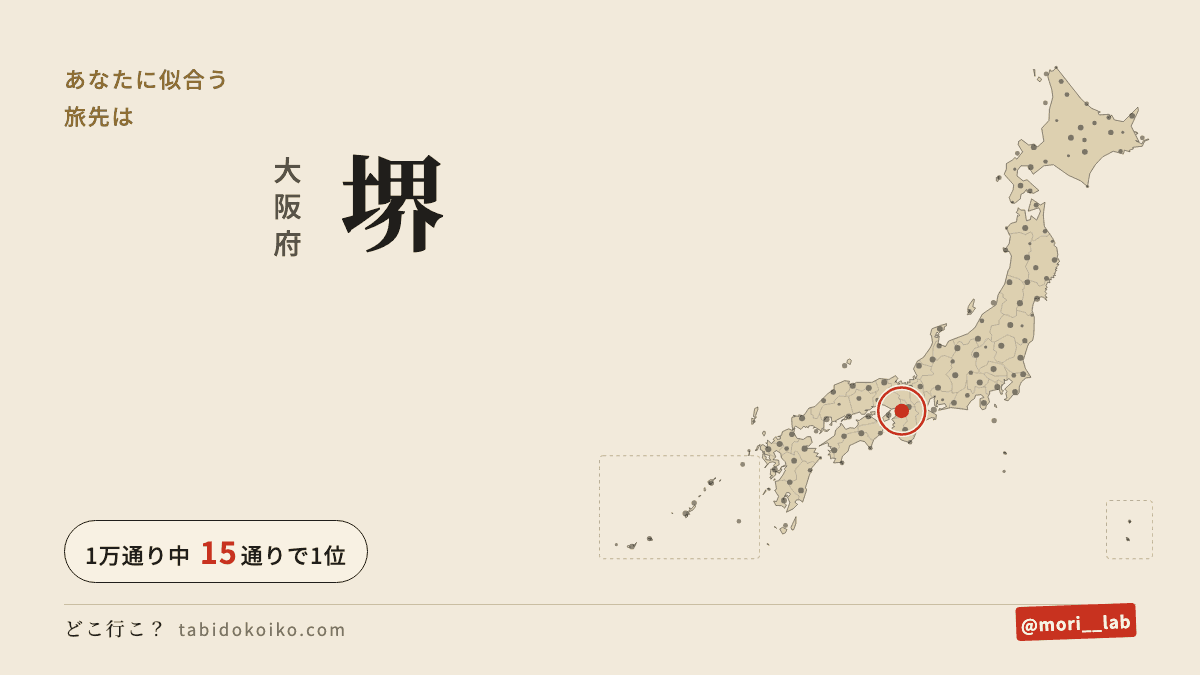 あなたに似合う
旅先は
堺
大阪府
1万通り中 15通りで1位
どこ行こ？ tabidokoiko.com
@mori__lab